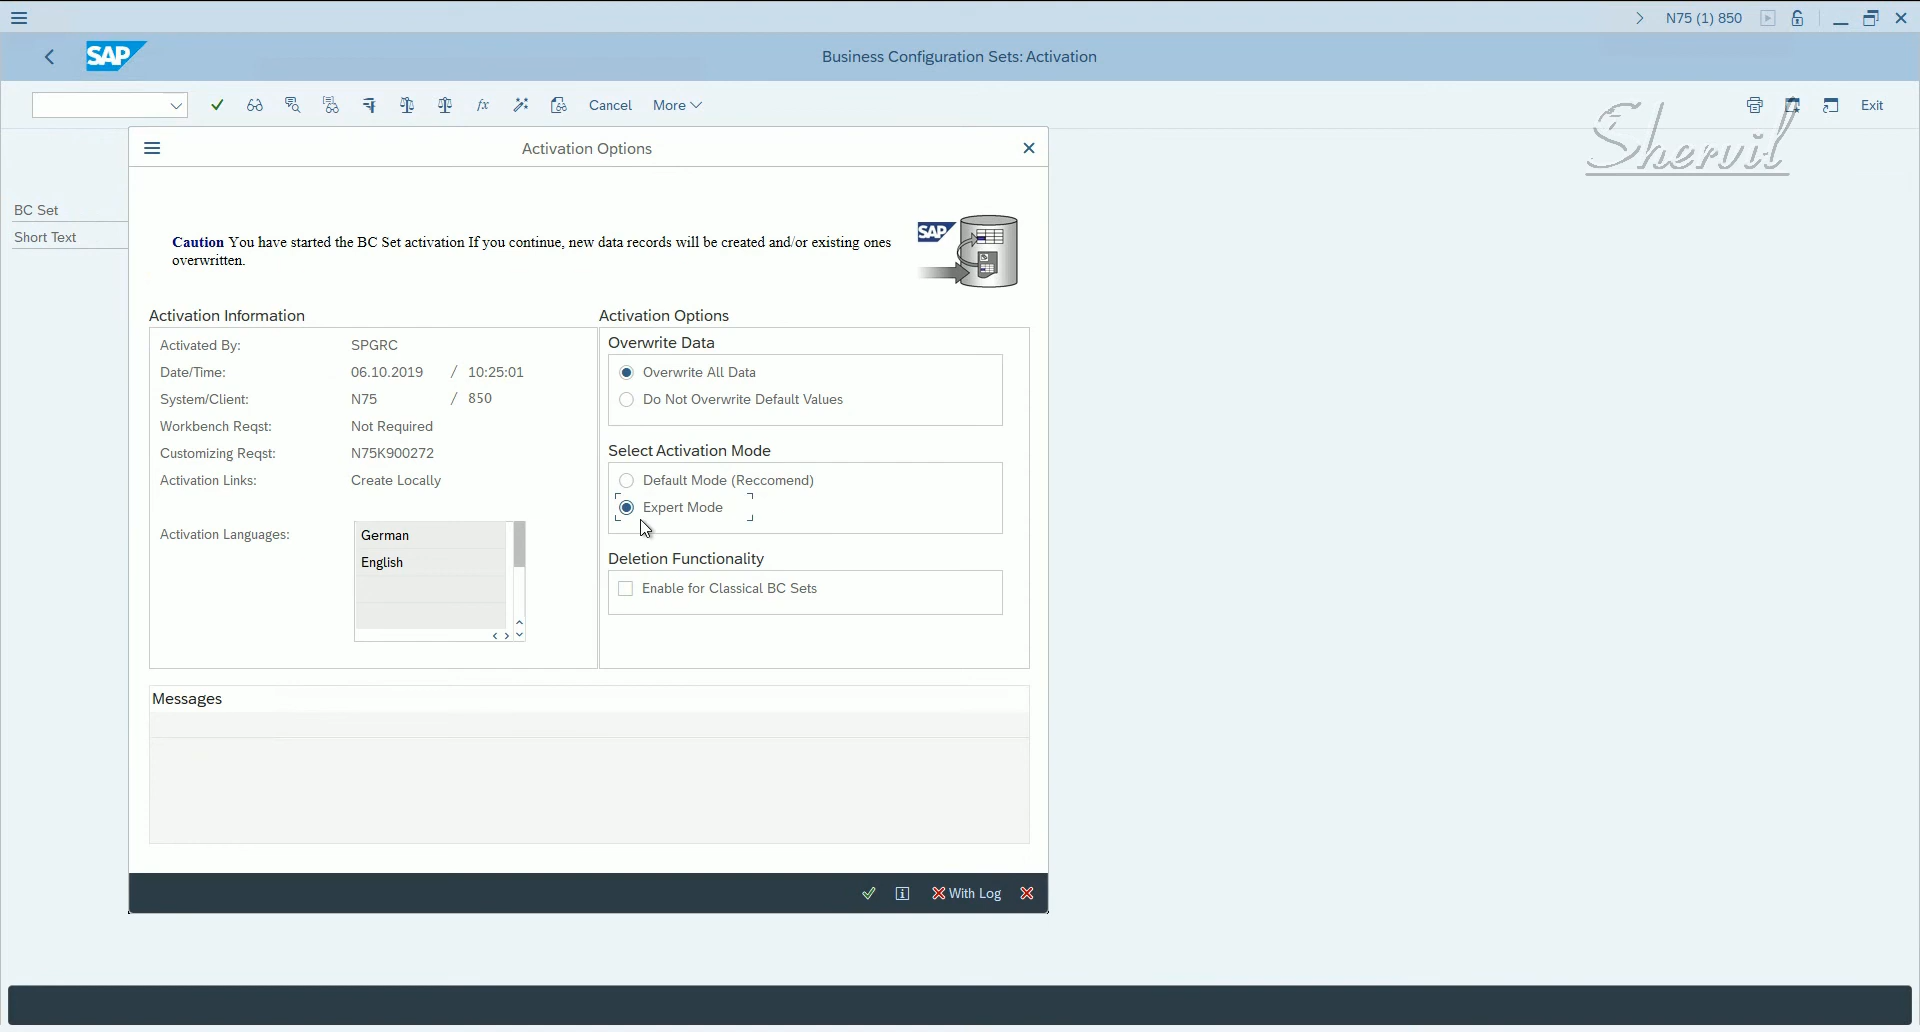 N75 (1) 850
SAP
Business Configuration Sets: Activation
Cancel
More
Exit
Shervil
Activation Options
BC Set
Short Text
Caution You have started the BC Set activation If you continue, new data records will be created and/or existing ones
overwritten.
SAP
Activation Information
Activated By: SPGRC
Date/Time: 06.10.2019 / 10:25:01
System/Client: N75 / 850
Workbench Reqst: Not Required
Customizing Reqst: N75K900272
Activation Links: Create Locally
Activation Languages: German
English
Activation Options
Overwrite Data
Overwrite All Data
Do Not Overwrite Default Values
Select Activation Mode
Default Mode (Reccomend)
Expert Mode
Deletion Functionality
Enable for Classical BC Sets
Messages
With Log